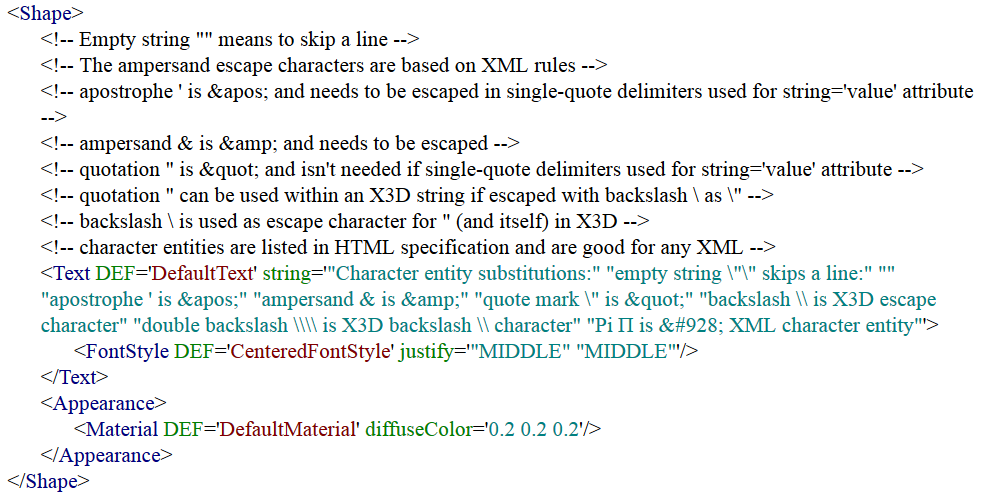 <Shape>
<!-- Empty string "" means to skip a line -->
<!-- The ampersand escape characters are based on XML rules -->
<!-- apostrophe ' is &apos; and needs to be escaped in single-quote delimiters used for string='value' attribute
-->
<!-- ampersand & is &amp; and needs to be escaped -->
<!-- quotation " is &quot; and isn't needed if single-quote delimiters used for string='value' attribute -->
<!-- quotation " can be used within an X3D string if escaped with backslash \ as \" -->
<!-- backslash \ is used as escape character for " (and itself) in X3D -->
<!-- character entities are listed in HTML specification and are good for any XML -->
<Text DEF='DefaultText' string='"Character entity substitutions:" "empty string \"\" skips a line:" ""
"apostrophe ' is &apos;" "ampersand & is &amp;" "quote mark \" is &quot;" "backslash \\ is X3D escape
character" "double backslash \\\\ is X3D backslash \\ character" "Pi Π is &#928; XML character entity"'>
<FontStyle DEF='CenteredFontStyle' justify='"MIDDLE" "MIDDLE"'/>
</Text>
<Appearance>
<Material DEF='DefaultMaterial' diffuseColor='0.2 0.2 0.2'/>
</Appearance>
</Shape>